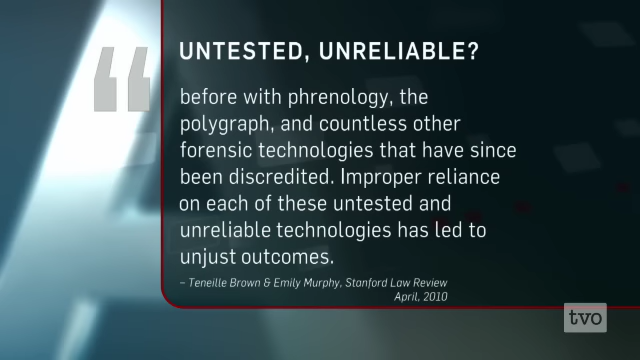 UNTESTED, UNRELIABLE?
before with phrenology, the
polygraph, and countless other
forensic technologies that have since
been discredited. Improper reliance
on each of these untested and
unreliable technologies has led to
unjust outcomes.
– Teneille Brown & Emily Murphy, Stanford Law Review
April, 2010
tvo